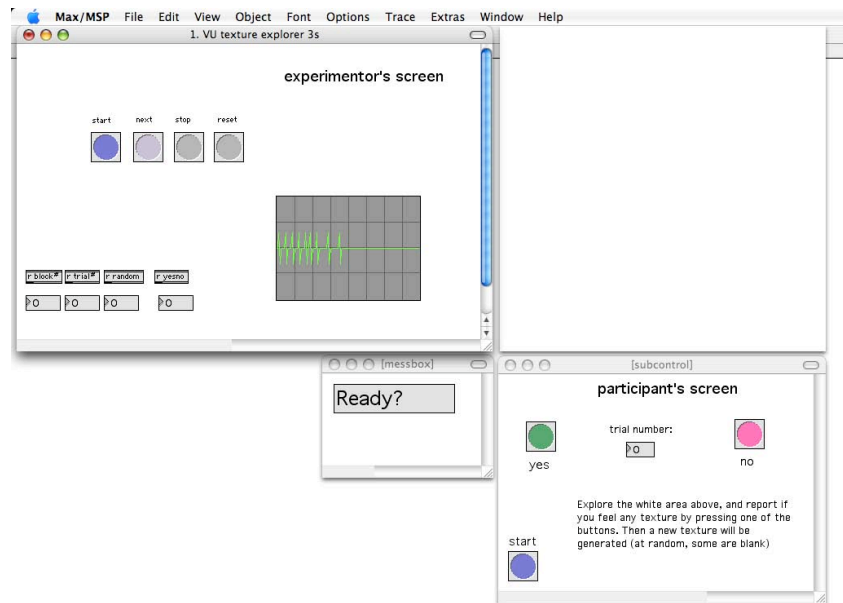 Max/MSP File Edit View Object Font Options Trace Extras Window Help
1. VU texture explorer 3s
experimentor's screen
start next stop reset
r block# r trial# r random r yesno
0 0 0 0
[messbox]
Ready?
[subcontrol]
participant's screen
trial number:
0
yes
no
Explore the white area above, and report if
you feel any texture by pressing one of the
buttons. Then a new texture will be
generated (at random, some are blank)
start